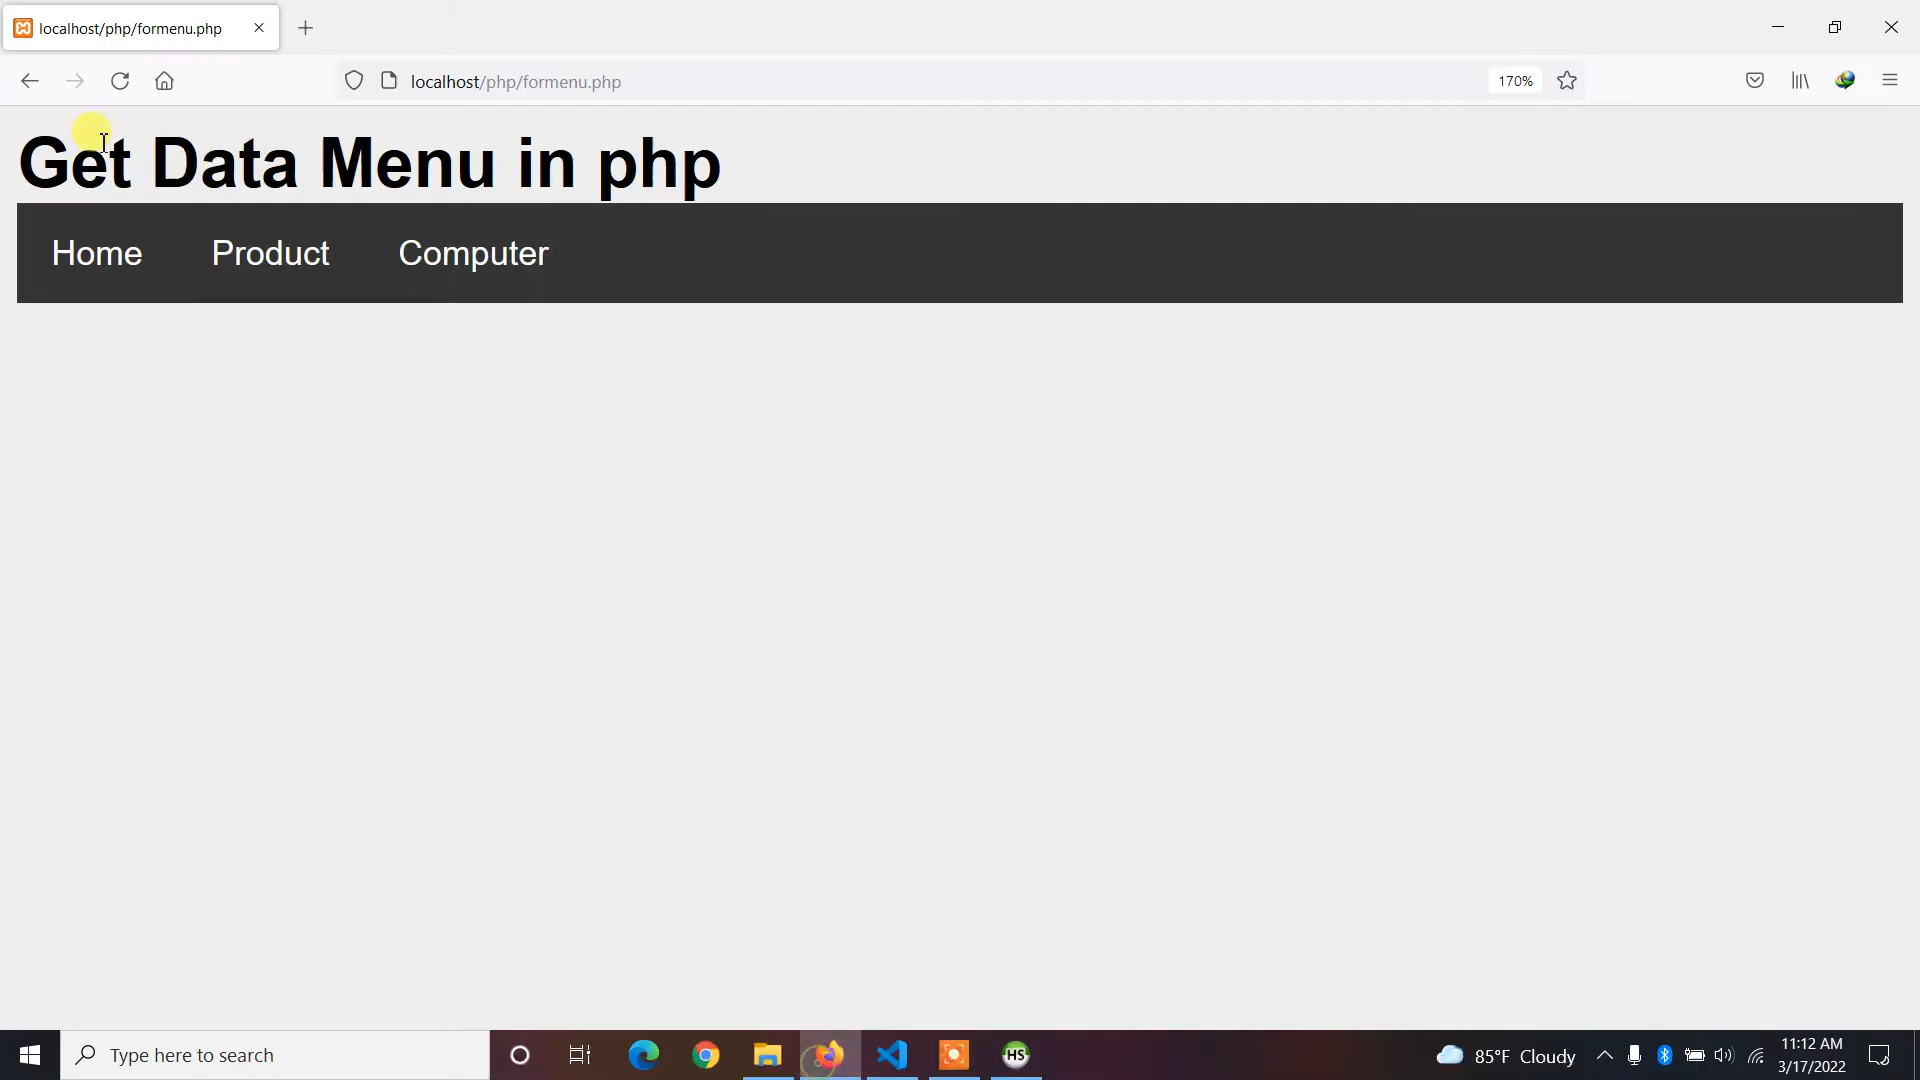 localhost/php/formenu.php
localhost/php/formenu.php
170%
Get Data Menu in php
Home Product Computer
Type here to search
HS
85°F Cloudy
11:12 AM
3/17/2022